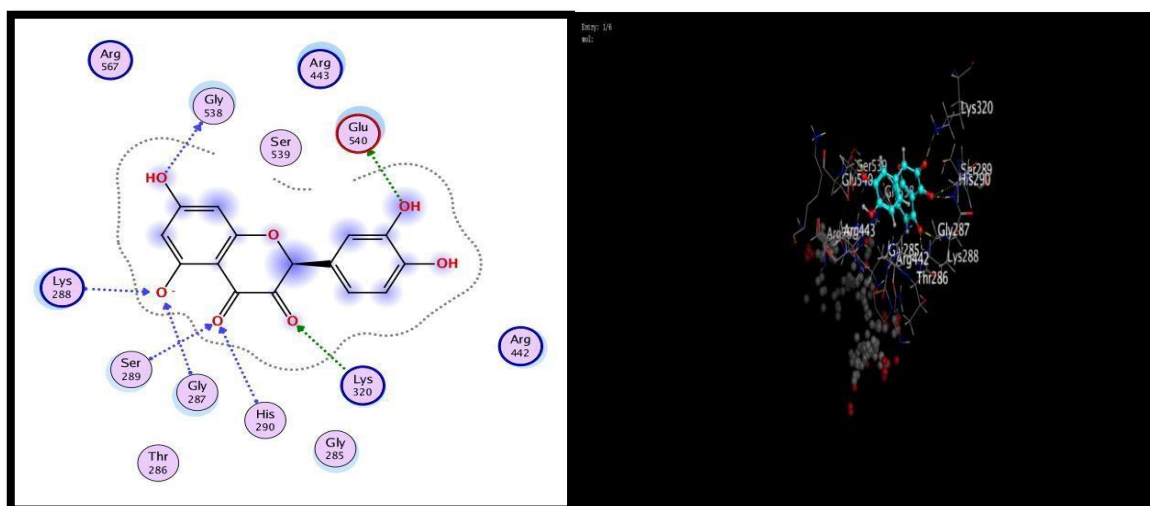 Arg
567
Arg
443
Gly
538
Ser
539
Glu
540
HO
OH
O
OH
Lys
288
O-
O
O
Ser
289
Gly
287
His
290
Lys
320
Arg
442
Thr
286
Gly
285
Entry: 1/6
mol:
Lys320
Ser539
Ser289
Glu540
His290
Arg443
Gly287
Lys288
Arg442
Thr286